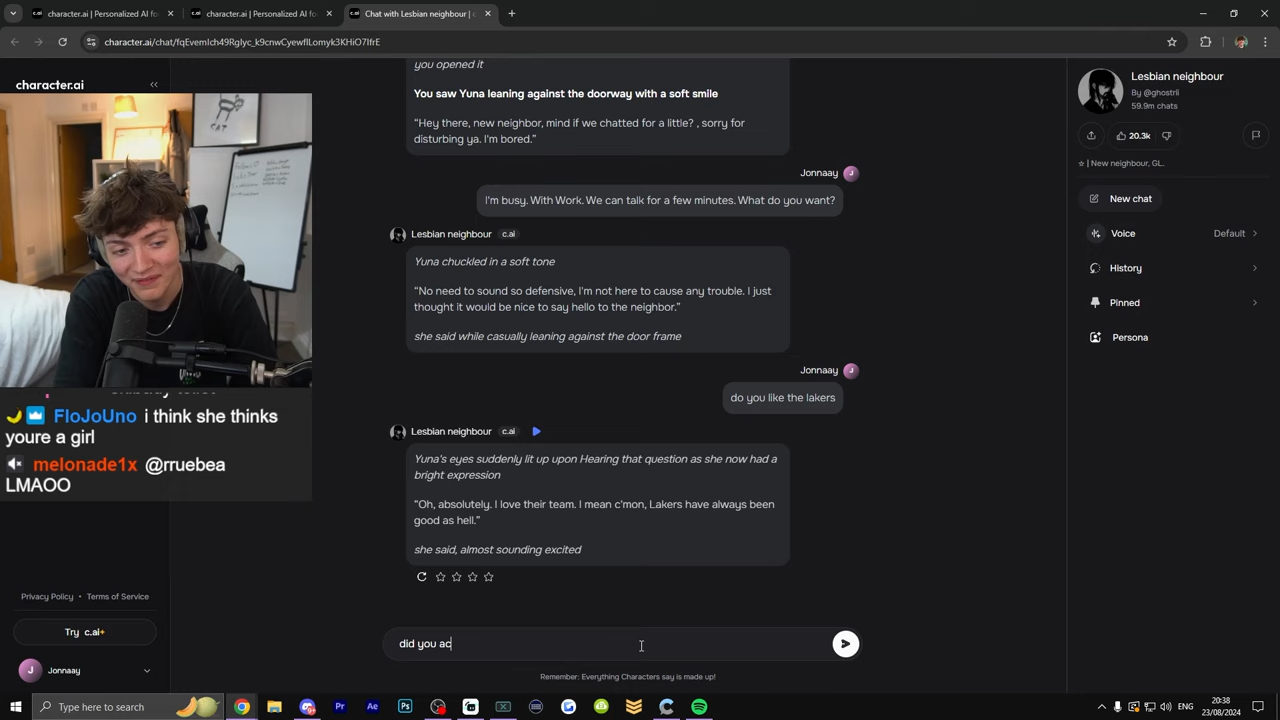 character.ai | Personalized AI fo
character.ai | Personalized AI fo
Chat with Lesbian neighbour |
character.ai/chat/fqEvemIch49RgIyc_k9cnwCyewflLomyk3KHiO7IfrE
character.ai
you opened it
You saw Yuna leaning against the doorway with a soft smile
“Hey there, new neighbor, mind if we chatted for a little? , sorry for
disturbing ya. I'm bored.”
Jonnaay
I'm busy. With Work. We can talk for a few minutes. What do you want?
Lesbian neighbour c.ai
Yuna chuckled in a soft tone
“No need to sound so defensive, I'm not here to cause any trouble. I just
thought it would be nice to say hello to the neighbor.”
she said while casually leaning against the door frame
Jonnaay
do you like the lakers
Lesbian neighbour c.ai
Yuna's eyes suddenly lit up upon Hearing that question as she now had a
bright expression
“Oh, absolutely. I love their team. I mean c'mon, Lakers have always been
good as hell.”
she said, almost sounding excited
did you ac
Remember: Everything Characters say is made up!
Lesbian neighbour
By @ghostrii
59.9m chats
20.3k
☆ | New neighbour, GL.
New chat
Voice Default
History
Pinned
Persona
FloJoUno i think she thinks
youre a girl
melonade1x @rruebea
LMAOO
Privacy Policy • Terms of Service
Try c.ai+
J Jonnaay
Type here to search
20:38
23/08/2024